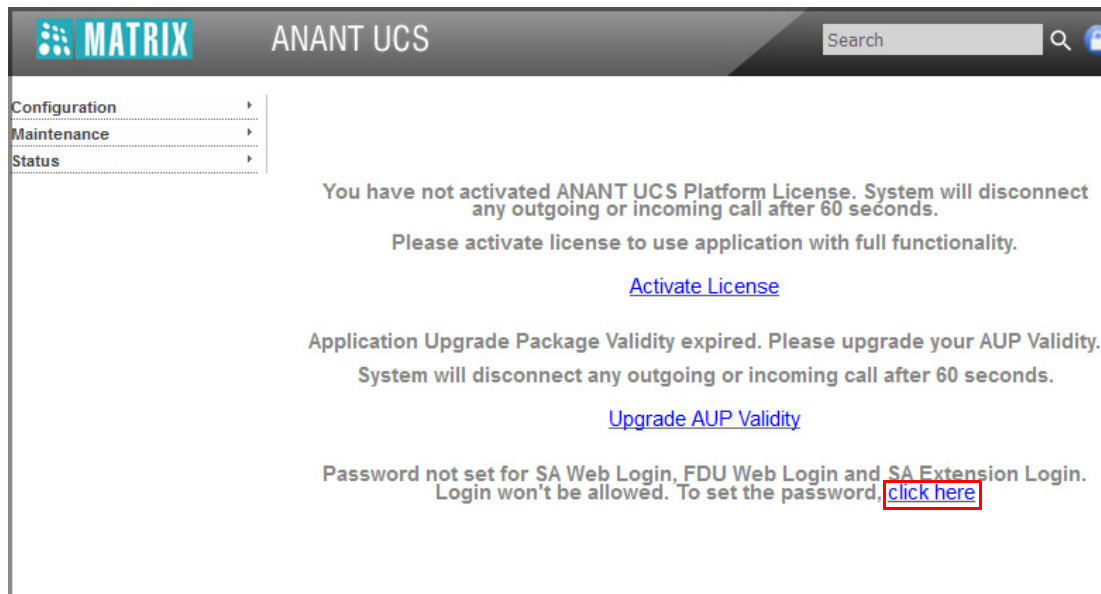 MATRIX
ANANT UCS
Search
Configuration
Maintenance
Status
You have not activated ANANT UCS Platform License. System will disconnect
any outgoing or incoming call after 60 seconds.
Please activate license to use application with full functionality.
Activate License
Application Upgrade Package Validity expired. Please upgrade your AUP Validity.
System will disconnect any outgoing or incoming call after 60 seconds.
Upgrade AUP Validity
Password not set for SA Web Login, FDU Web Login and SA Extension Login.
Login won't be allowed. To set the password, click here